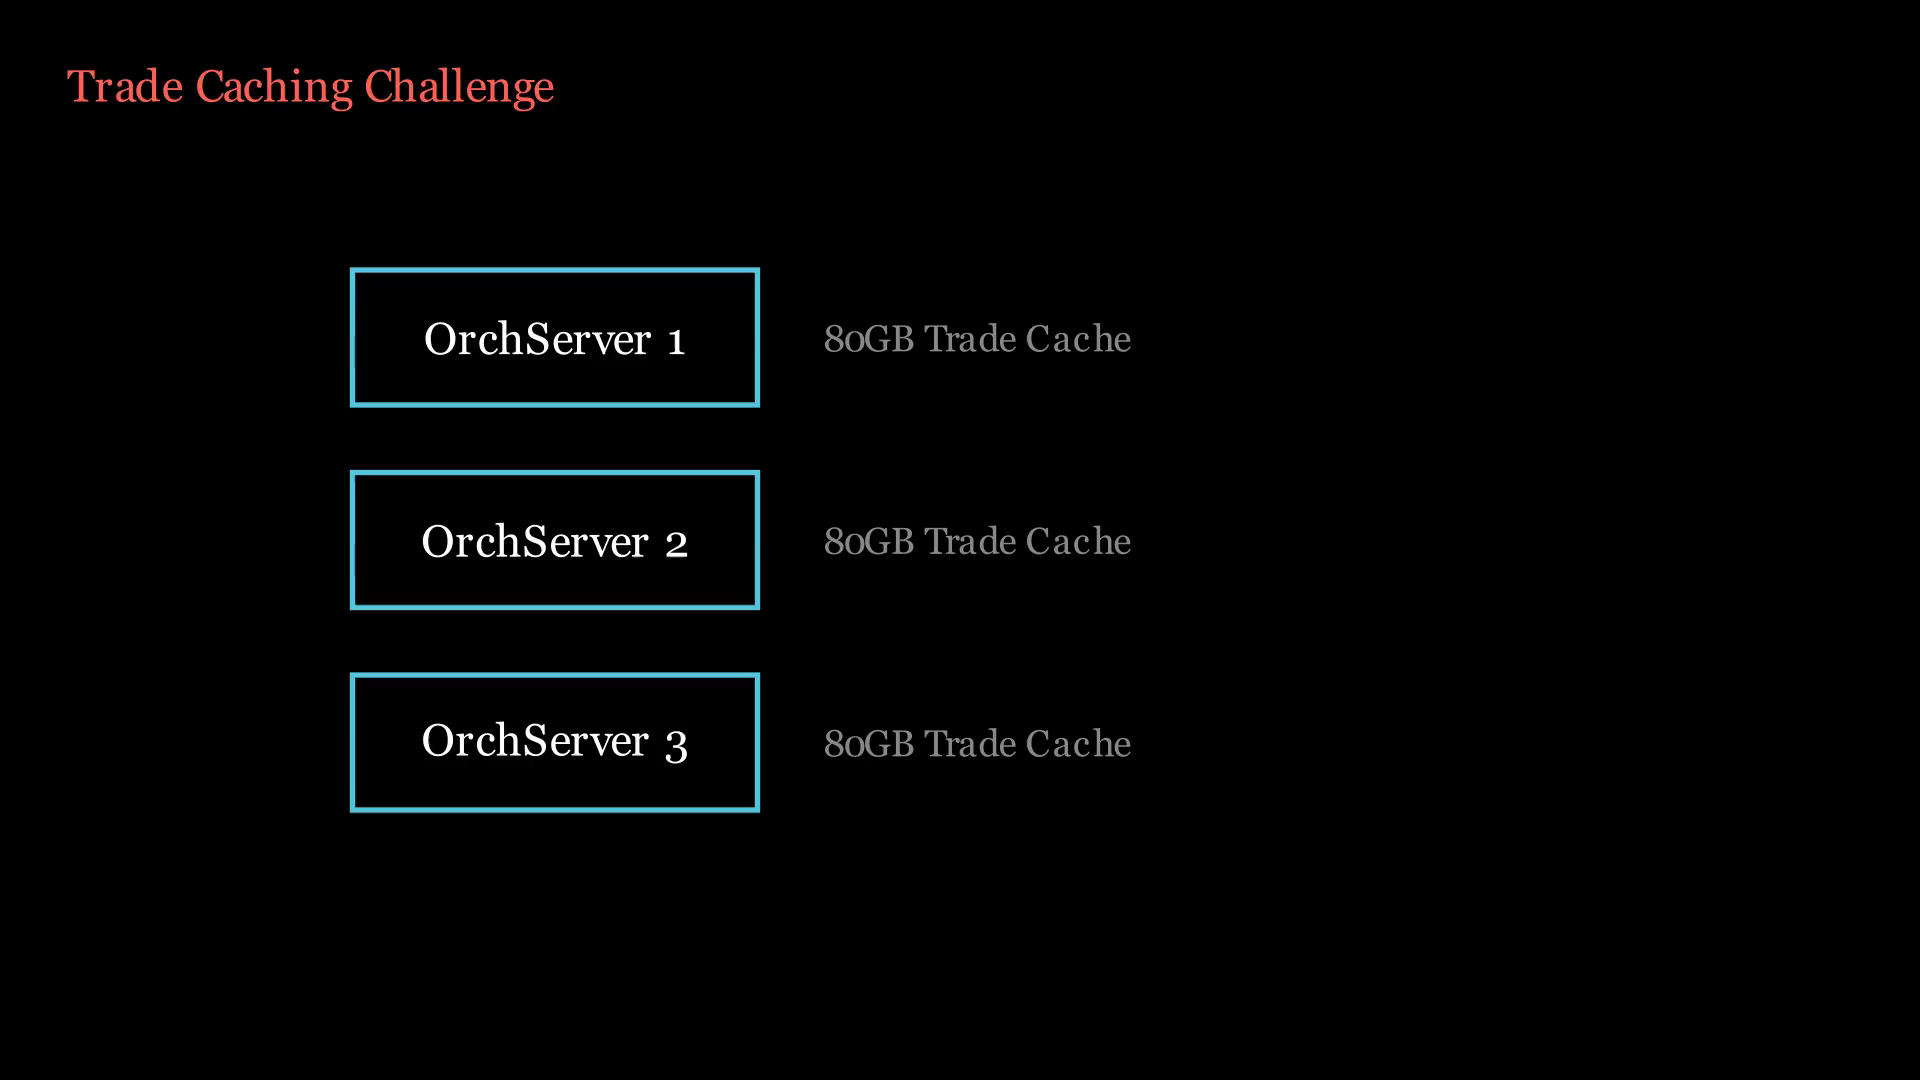 Trade Caching Challenge
OrchServer 1
80GB Trade Cache
OrchServer 2
80GB Trade Cache
OrchServer 3
80GB Trade Cache